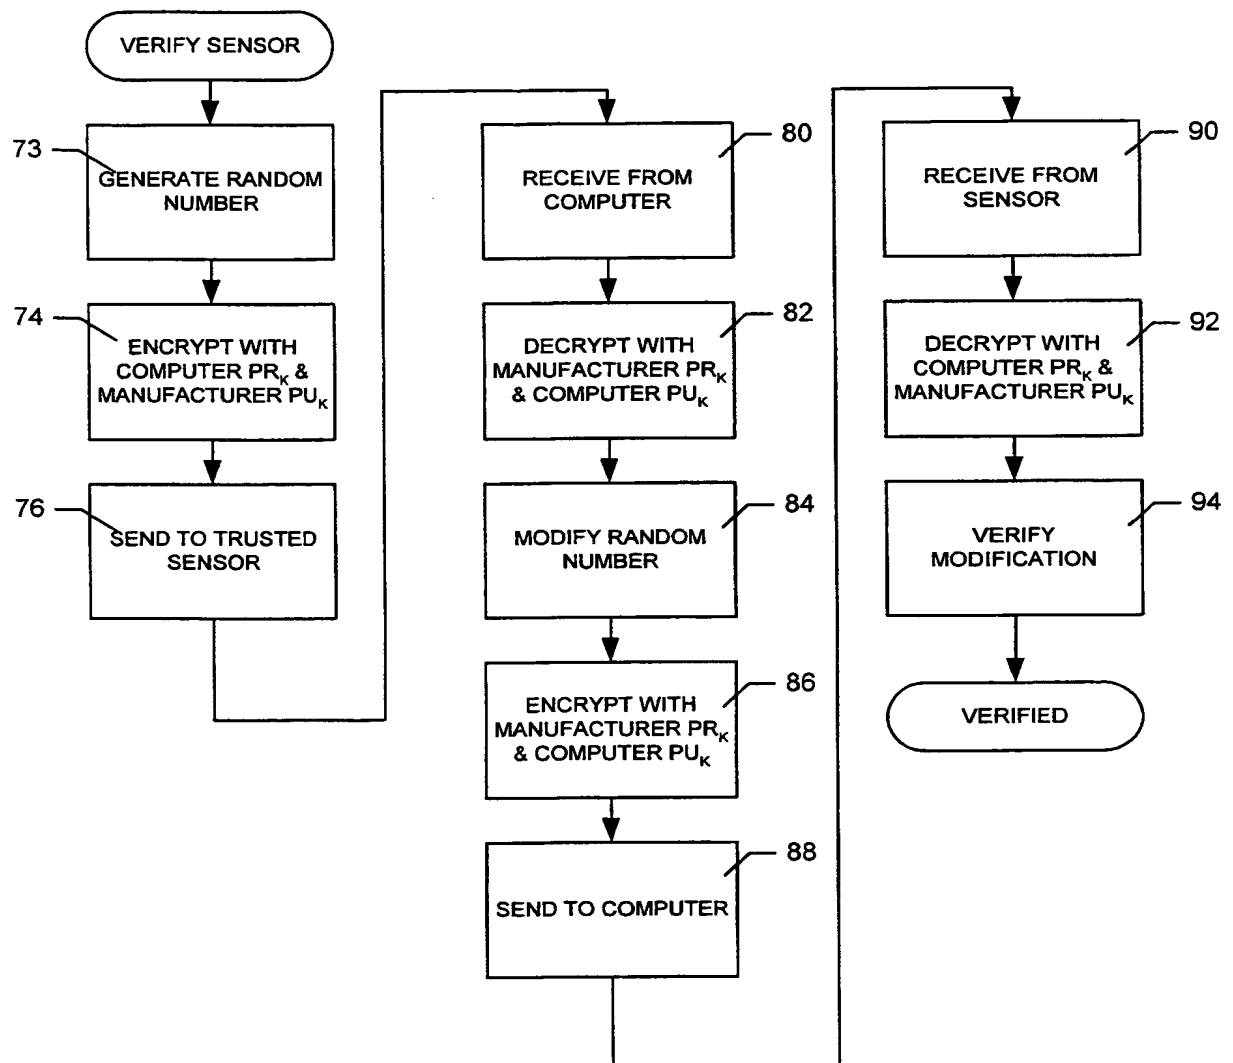 VERIFY SENSOR
73
GENERATE RANDOM
NUMBER
74
ENCRYPT WITH
COMPUTER PRK &
MANUFACTURER PUK
76
SEND TO TRUSTED
SENSOR
80
RECEIVE FROM
COMPUTER
82
DECRYPT WITH
MANUFACTURER PRK
& COMPUTER PUK
84
MODIFY RANDOM
NUMBER
86
ENCRYPT WITH
MANUFACTURER PRK
& COMPUTER PUK
88
SEND TO COMPUTER
90
RECEIVE FROM
SENSOR
92
DECRYPT WITH
COMPUTER PRK &
MANUFACTURER PUK
94
VERIFY
MODIFICATION
VERIFIED